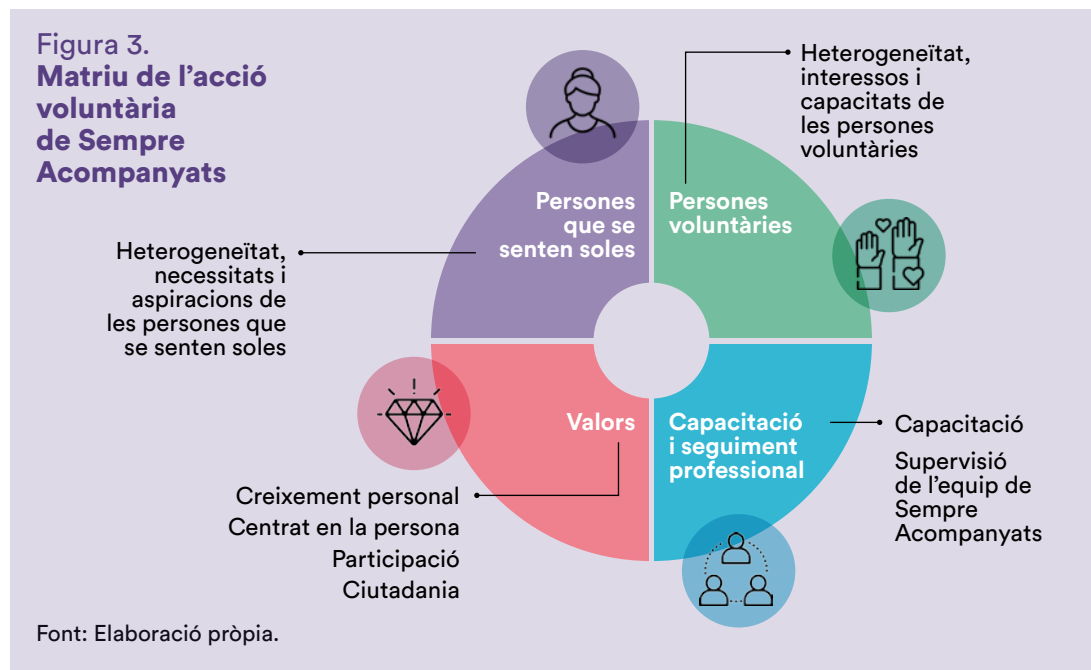 Figura 3.
Matriu de l’acció
voluntària
de Sempre
Acompanyats
Heterogeneïtat,
interessos i
capacitats de
les persones
voluntàries
Persones
que se
senten soles
Persones
voluntàries
Heterogeneïtat,
necessitats i
aspiracions de
les persones que
se senten soles
Valors
Capacitació
i seguiment
professional
Capacitació
Supervisió
de l’equip de
Sempre
Acompanyats
Creixement personal
Centrat en la persona
Participació
Ciutadania
Font: Elaboració pròpia.